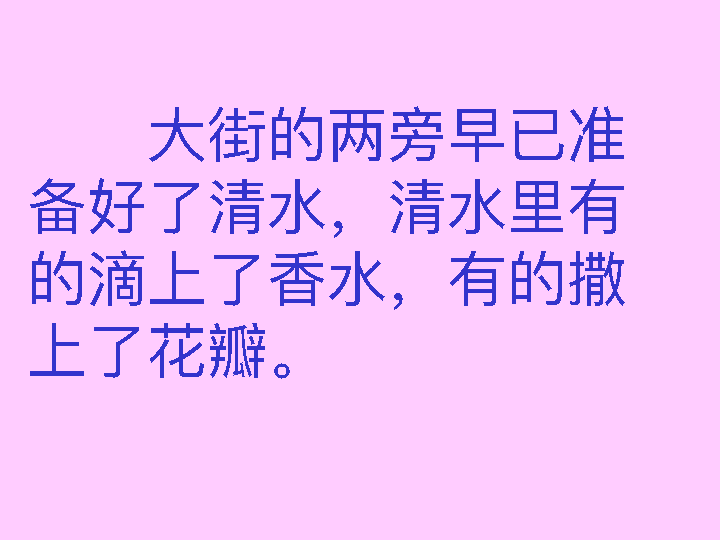 大街的两旁早已准
备好了清水，清水里有
的滴上了香水，有的撒
上了花瓣。